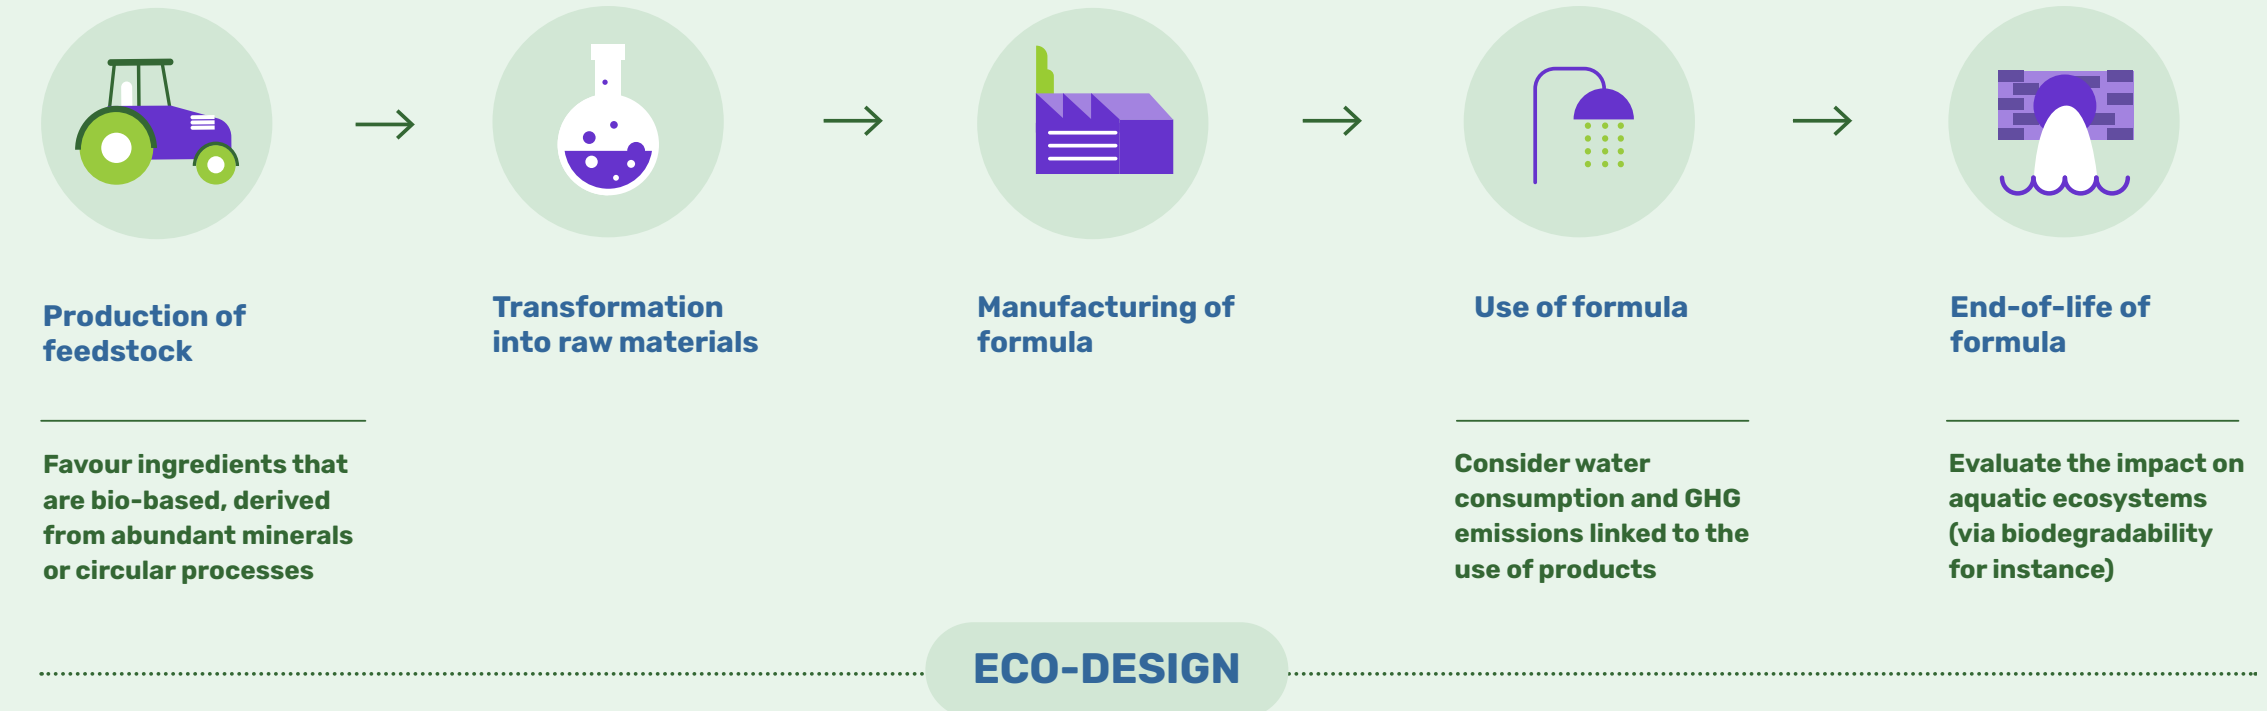 Production of
feedstock
Transformation
into raw materials
Manufacturing of
formula
Use of formula
End-of-life of
formula
Favour ingredients that
are bio-based, derived
from abundant minerals
or circular processes
Consider water
consumption and GHG
emissions linked to the
use of products
Evaluate the impact on
aquatic ecosystems
(via biodegradability
for instance)
ECO-DESIGN